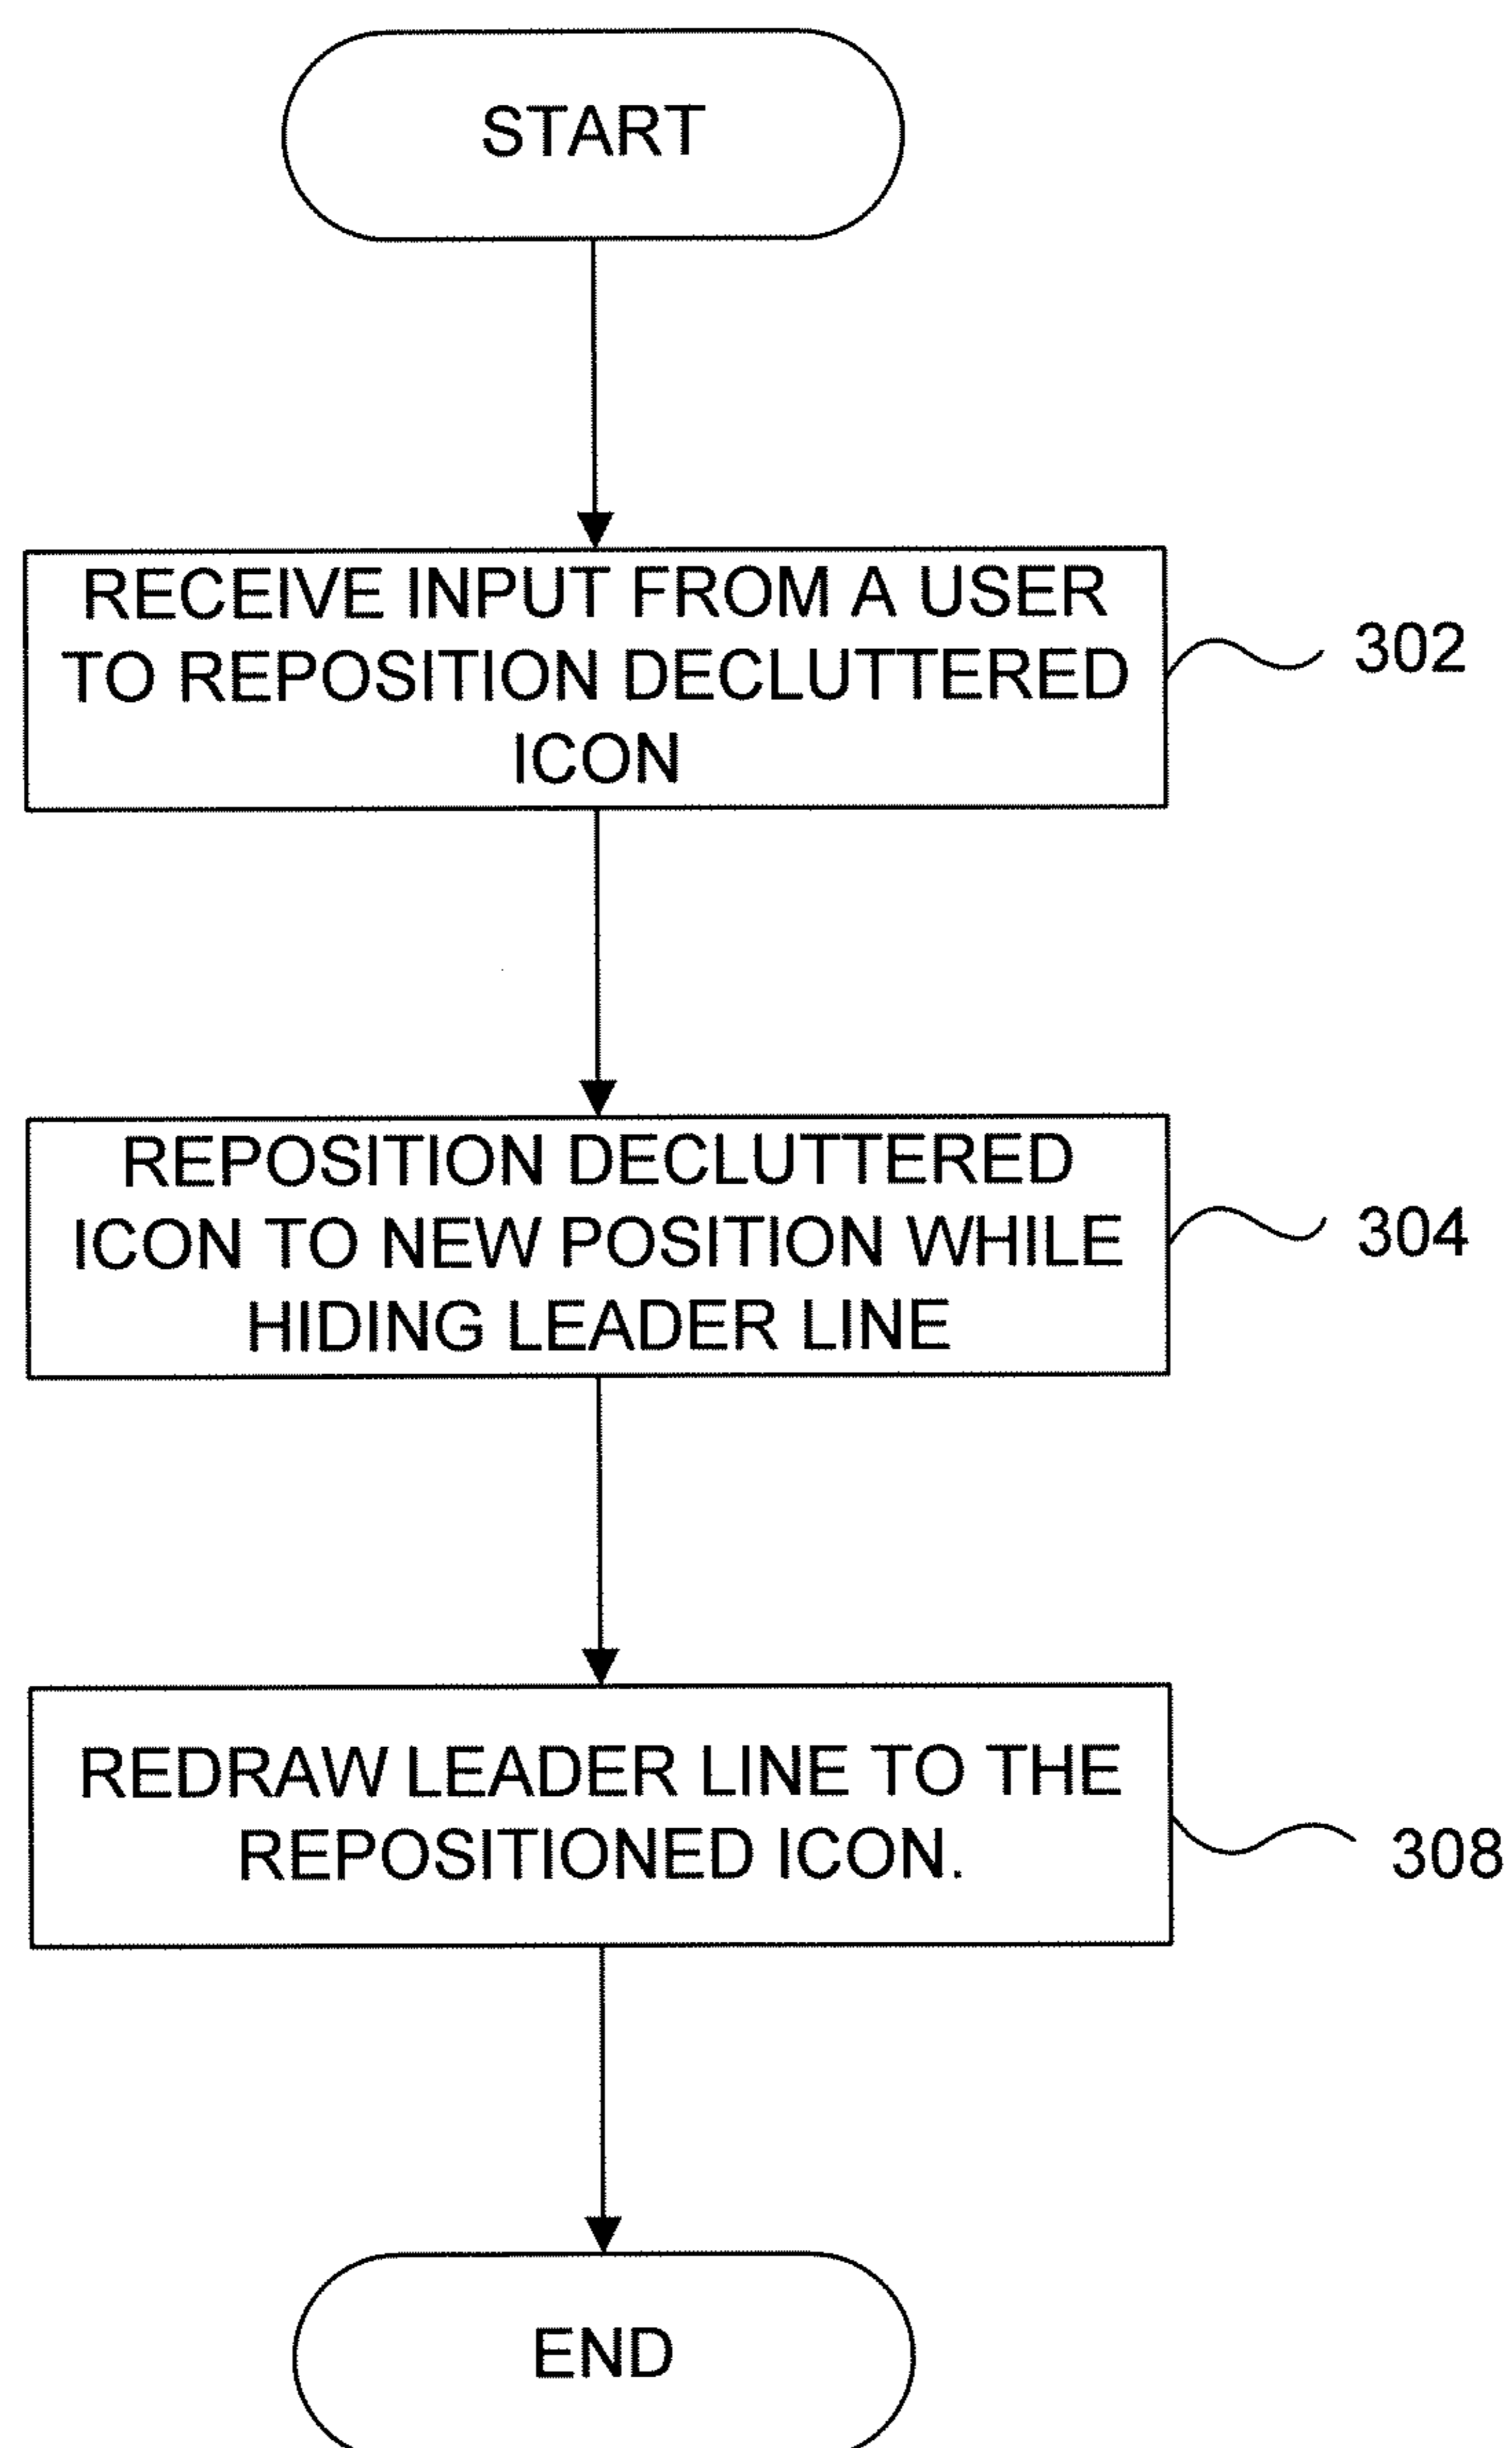 START
RECEIVE INPUT FROM A USER
TO REPOSITION DECLUTTERED
ICON
302
REPOSITION DECLUTTERED
ICON TO NEW POSITION WHILE
HIDING LEADER LINE
304
REDRAW LEADER LINE TO THE
REPOSITIONED ICON.
308
END